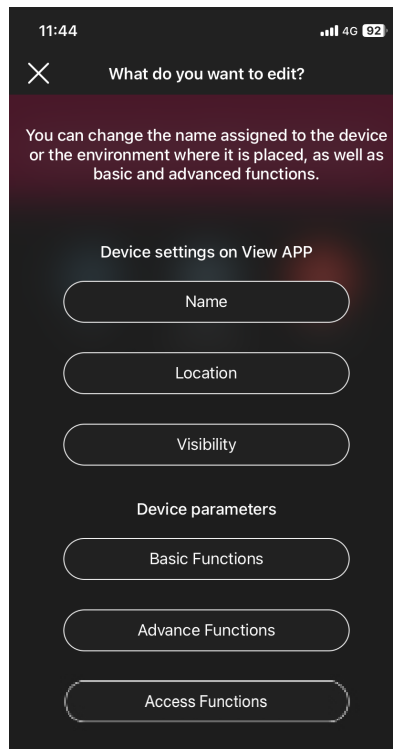 11:44
4G 92
What do you want to edit?
You can change the name assigned to the device
or the environment where it is placed, as well as
basic and advanced functions.
Device settings on View APP
Name
Location
Visibility
Device parameters
Basic Functions
Advance Functions
Access Functions